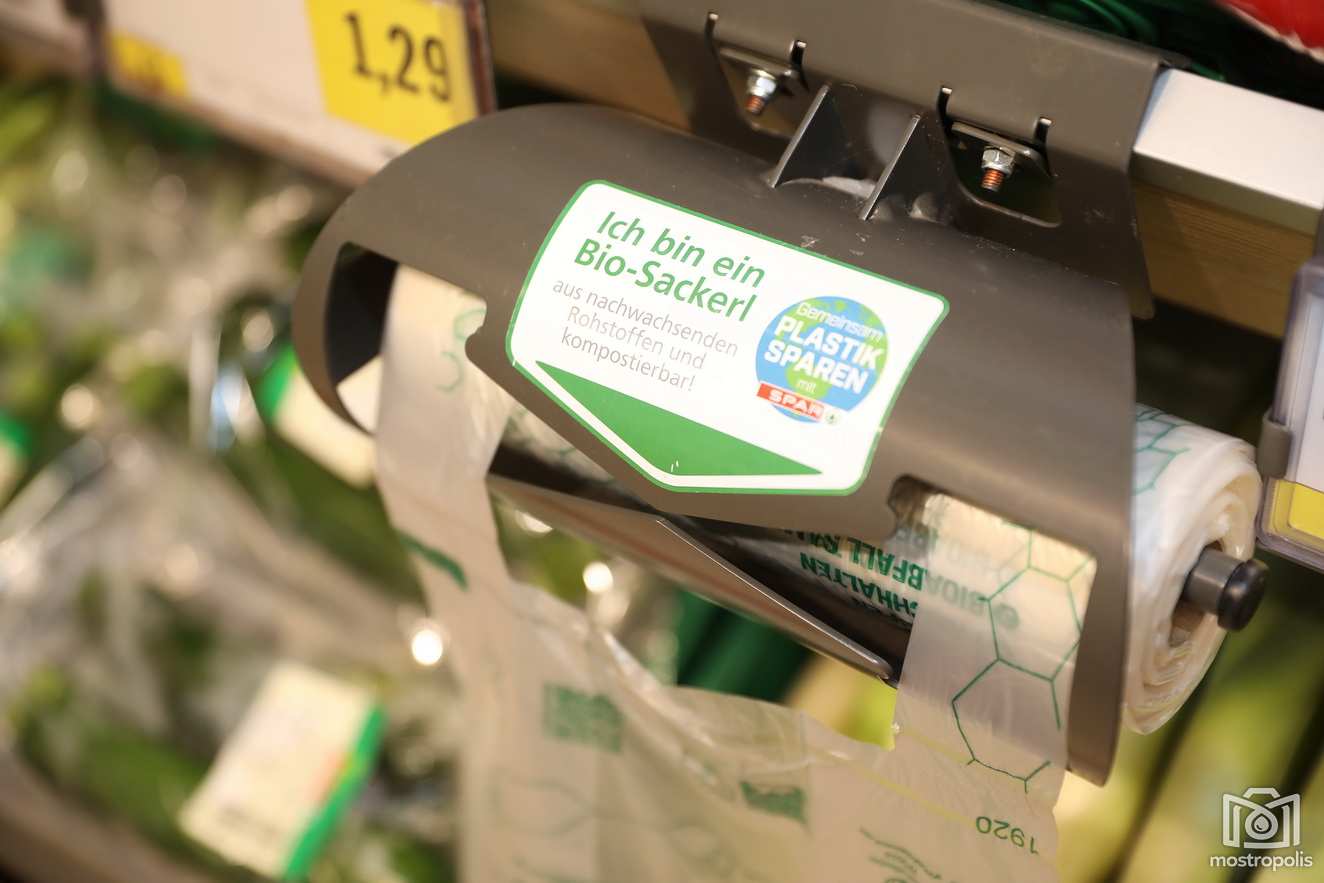 1,29
Ich bin ein
Bio-Sackerl
aus nachwachsenden
Rohstoffen und
kompostierbar!
Gemeinsam
PLASTIK
SPAREN
mit
SPAR
BIOABFALL
1920
mostropolis